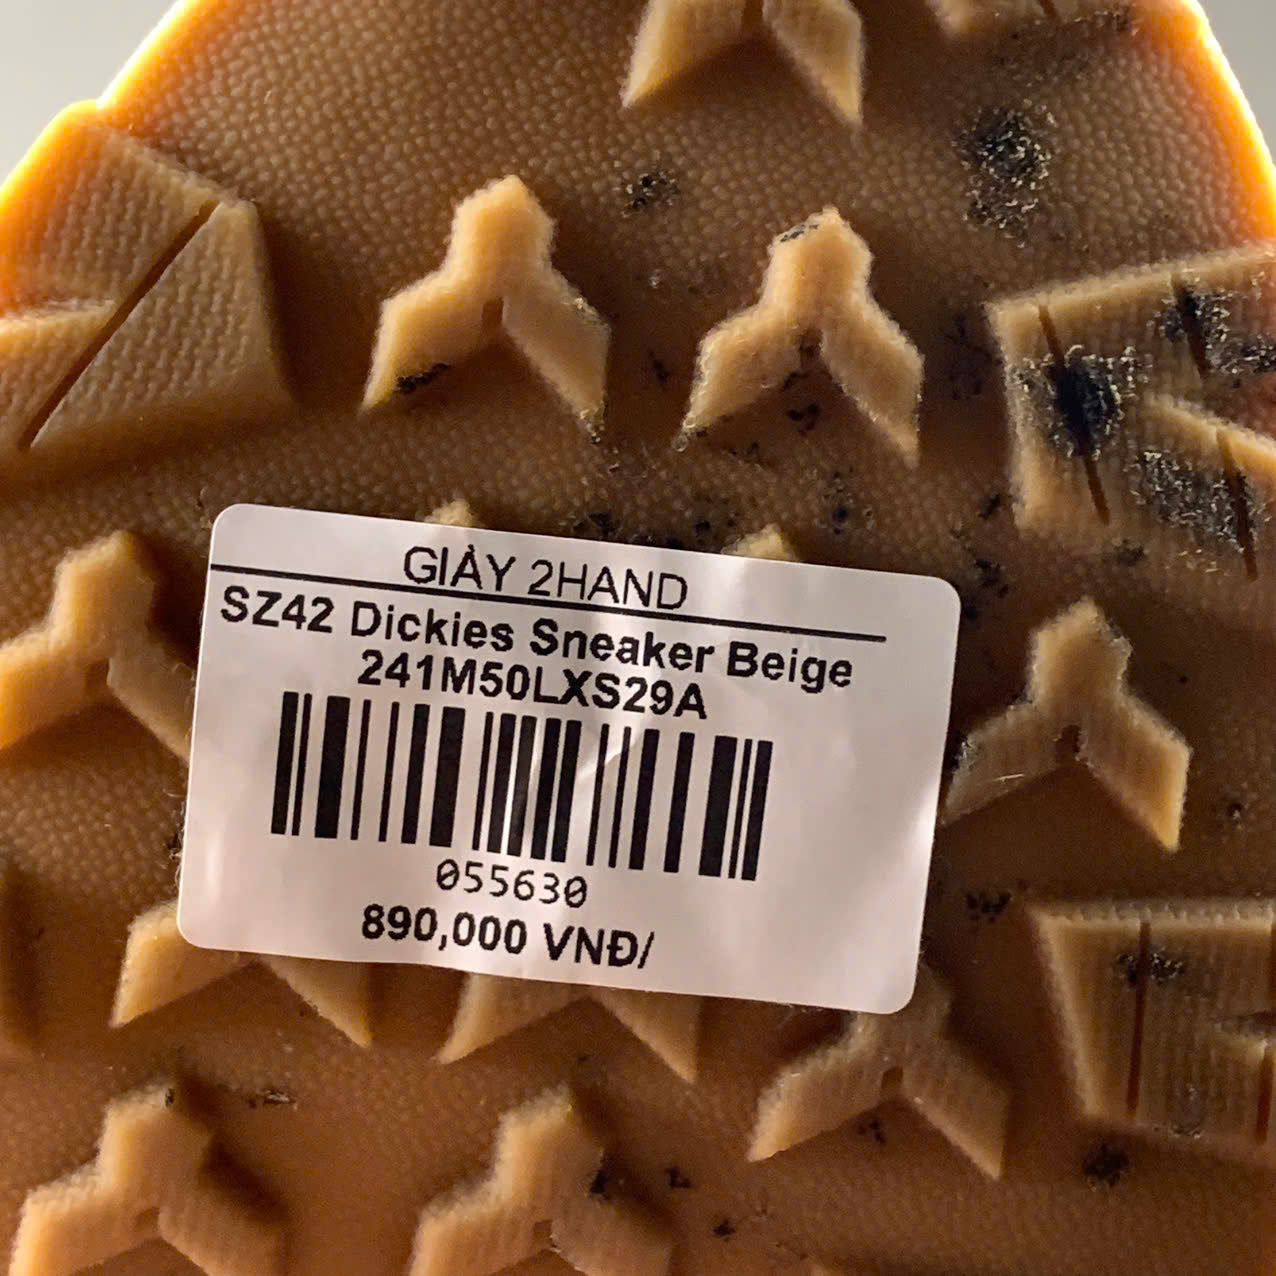 GIÀY 2HAND
SZ42 Dickies Sneaker Beige
241M50LXS29A
055630
890,000 VNĐ/